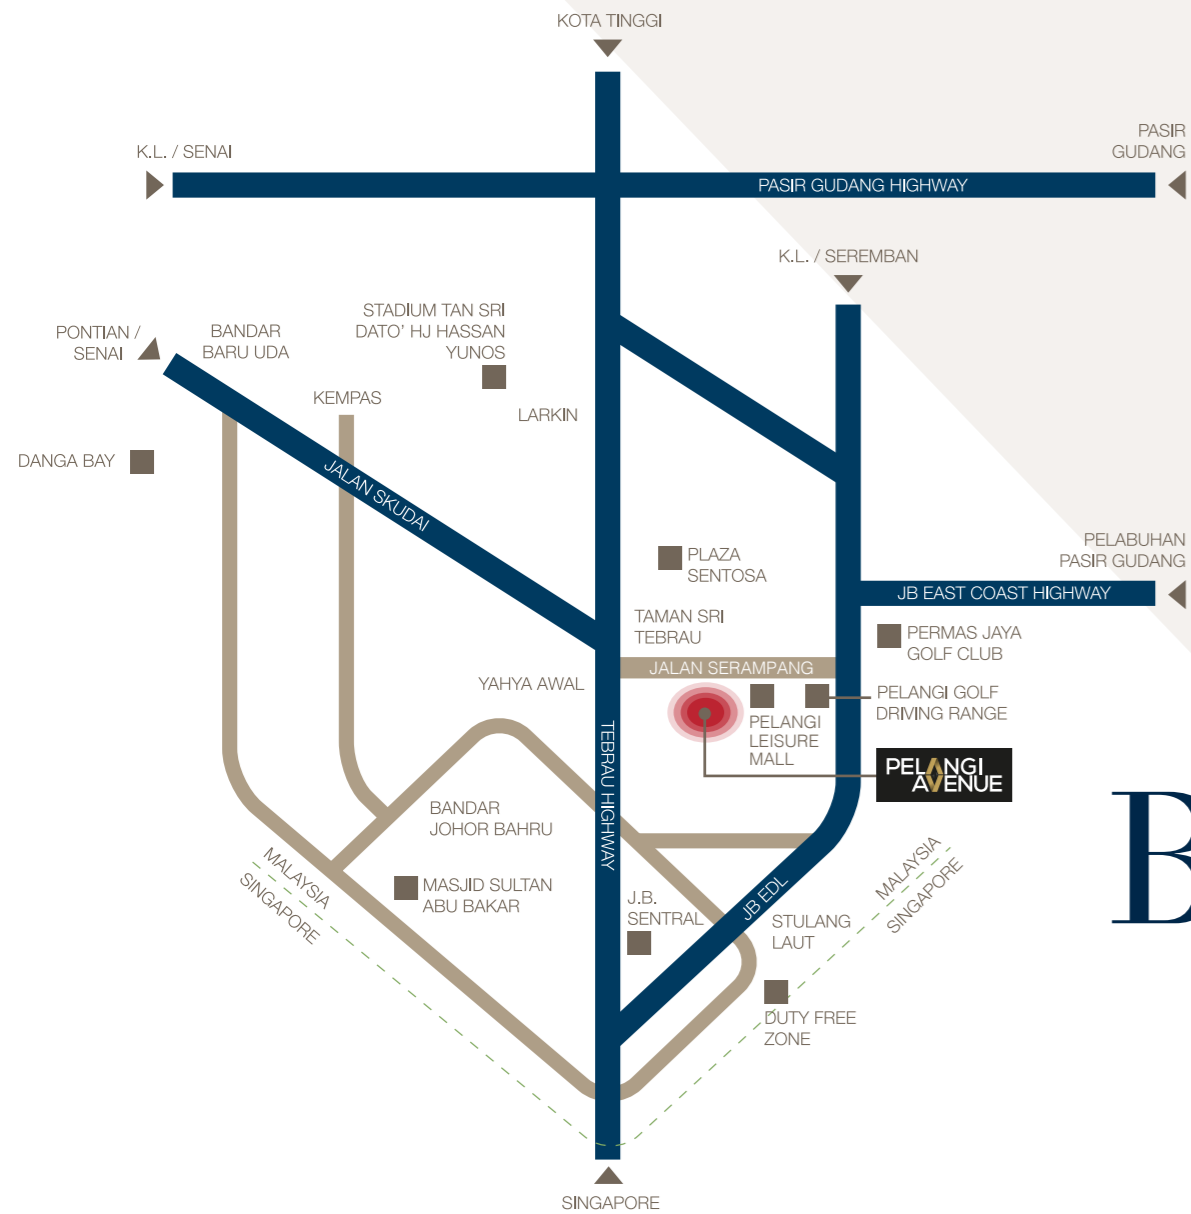 KOTA TINGGI
PASIR
GUDANG
K.L. / SENAI
PASIR GUDANG HIGHWAY
K.L. / SEREMBAN
STADIUM TAN SRI
DATO' HJ HASSAN
YUNOS
PONTIAN /
SENAI
BANDAR
BARU UDA
KEMPAS
LARKIN
DANGA BAY
JALAN SKUDAI
PELABUHAN
PASIR GUDANG
PLAZA
SENTOSA
JB EAST COAST HIGHWAY
TAMAN SRI
TEBRAU
PERMAS JAYA
GOLF CLUB
JALAN SERAMPANG
YAHYA AWAL
PELANGI GOLF
DRIVING RANGE
PELANGI
LEISURE
MALL
TEBRAU HIGHWAY
PELANGI
AVENUE
B
BANDAR
JOHOR BAHRU
MALAYSIA
SINGAPORE
MASJID SULTAN
ABU BAKAR
J.B.
SENTRAL
JB EDL
MALAYSIA
SINGAPORE
STULANG
LAUT
DUTY FREE
ZONE
SINGAPORE